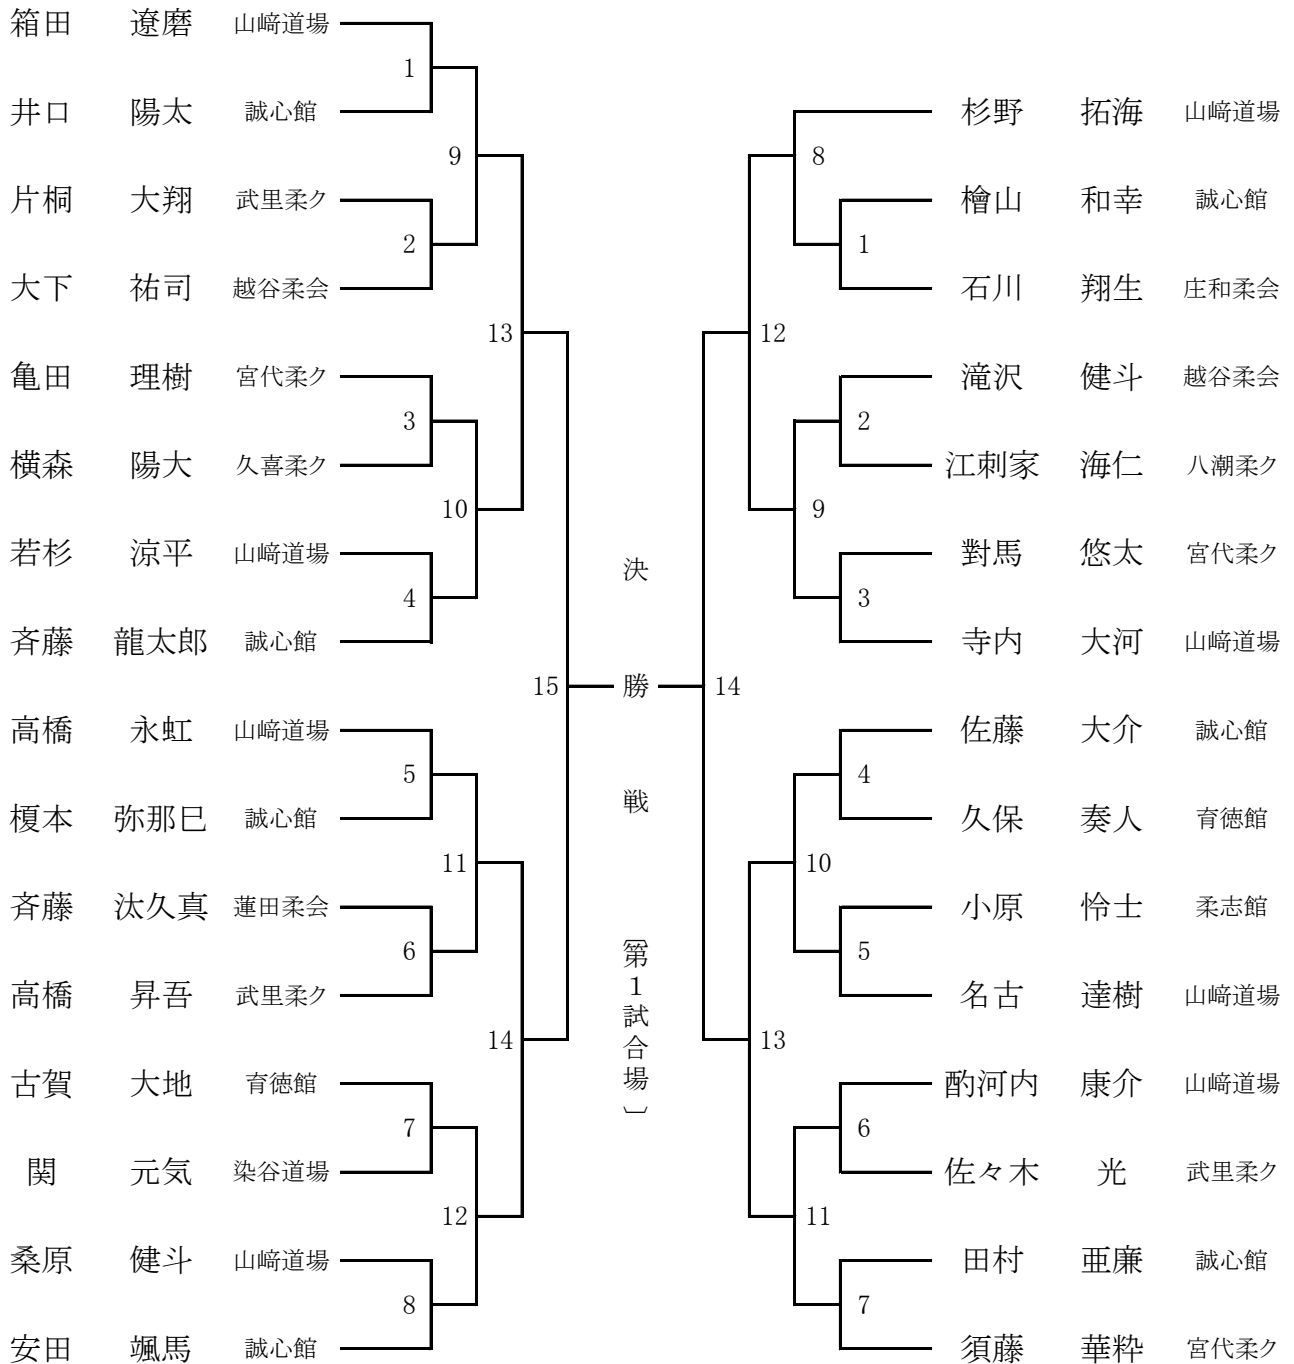 箱田 遼磨 山﨑道場
1
井口 陽太 誠心館
9
片桐 大翔 武里柔ク
2
大下 祐司 越谷柔会
13
亀田 理樹 宮代柔ク
3
横森 陽大 久喜柔ク
10
若杉 涼平 山﨑道場
4
斉藤 龍太郎 誠心館
15
高橋 永虹 山﨑道場
5
榎本 弥那巳 誠心館
11
斉藤 汰久真 蓮田柔会
6
高橋 昇吾 武里柔ク
14
古賀 大地 育徳館
7
関 元気 染谷道場
12
桑原 健斗 山﨑道場
8
安田 颯馬 誠心館
決勝戦
〔第1試合場〕
杉野 拓海 山﨑道場
8
檜山 和幸 誠心館
1
石川 翔生 庄和柔会
12
滝沢 健斗 越谷柔会
2
江刺家 海仁 八潮柔ク
9
對馬 悠太 宮代柔ク
3
寺内 大河 山﨑道場
14
佐藤 大介 誠心館
4
久保 奏人 育徳館
10
小原 怜士 柔志館
5
名古 達樹 山﨑道場
13
酌河内 康介 山﨑道場
6
佐々木 光 武里柔ク
11
田村 亜廉 誠心館
7
須藤 華粋 宮代柔ク